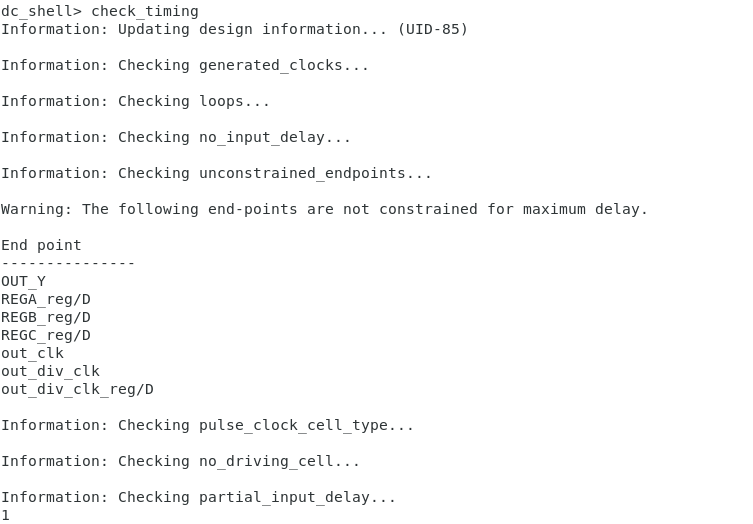 dc_shell> check_timing
Information: Updating design information... (UID-85)
Information: Checking generated_clocks...
Information: Checking loops...
Information: Checking no_input_delay...
Information: Checking unconstrained_endpoints...
Warning: The following end-points are not constrained for maximum delay.
End point
---------------
OUT_Y
REGA_reg/D
REGB_reg/D
REGC_reg/D
out_clk
out_div_clk
out_div_clk_reg/D
Information: Checking pulse_clock_cell_type...
Information: Checking no_driving_cell...
Information: Checking partial_input_delay...
1